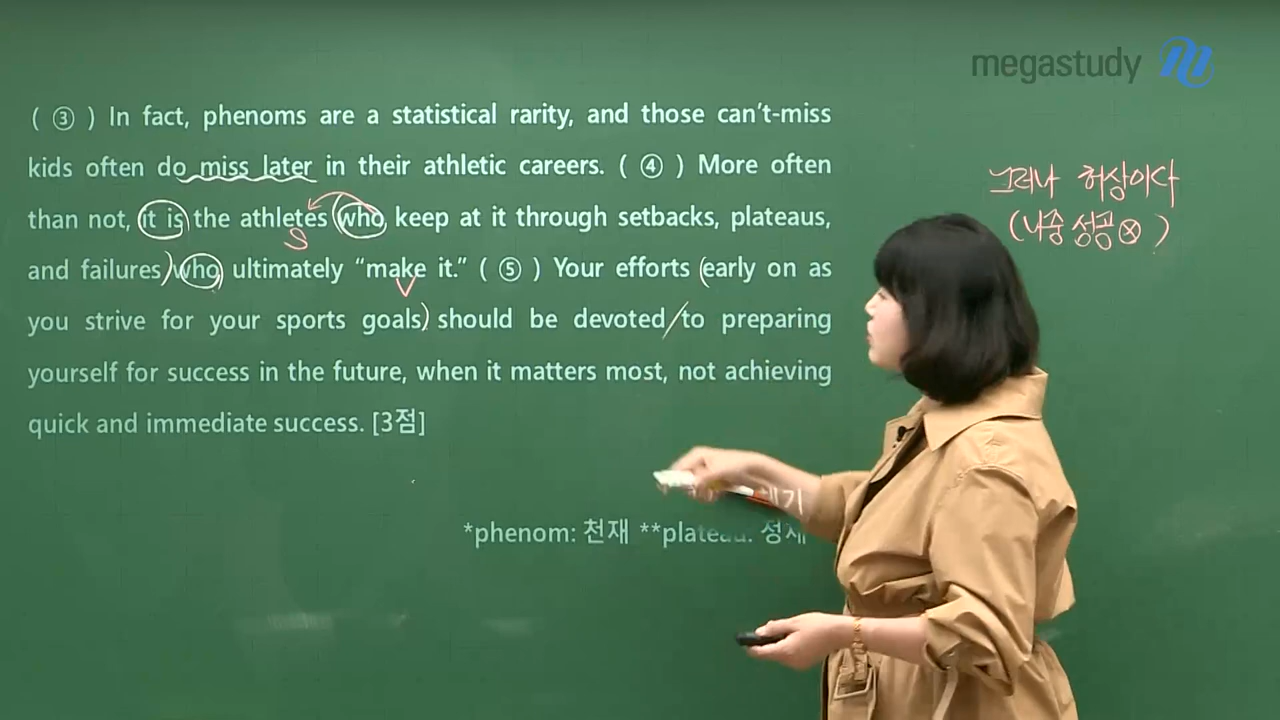 megastudy
( ③ ) In fact, phenoms are a statistical rarity, and those can't-miss
kids often do miss later in their athletic careers. ( ④ ) More often
than not, it is the athletes who keep at it through setbacks, plateaus,
and failures) who ultimately “make it.” ( ⑤ ) Your efforts (early on as
you strive for your sports goals) should be devoted/to preparing
yourself for success in the future, when it matters most, not achieving
quick and immediate success. [3점]
S
V
그러나 허상이다
(나중 성공ⓧ)
*phenom: 천재 **plateau: 정체
기